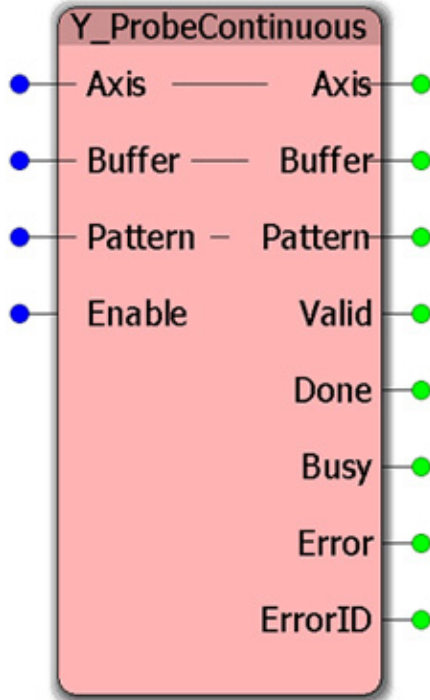 Y_ProbeContinuous
Axis Axis
Buffer Buffer
Pattern Pattern
Enable Valid
Done
Busy
Error
ErrorID